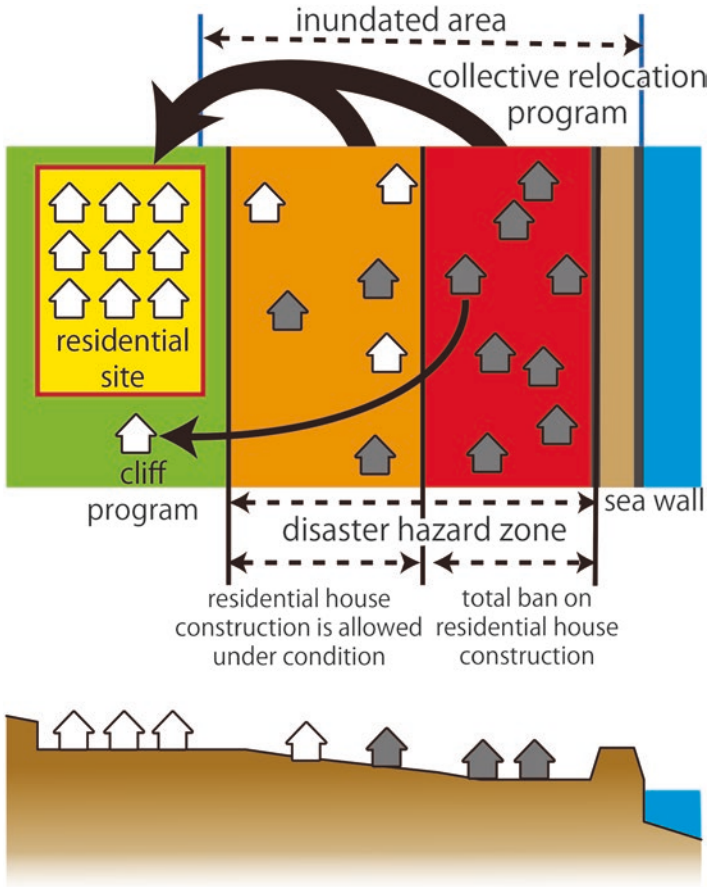 inundated area
collective relocation
program
residential
site
cliff
program
sea wall
disaster hazard zone
residential house
construction is allowed
under condition
total ban on
residential house
construction